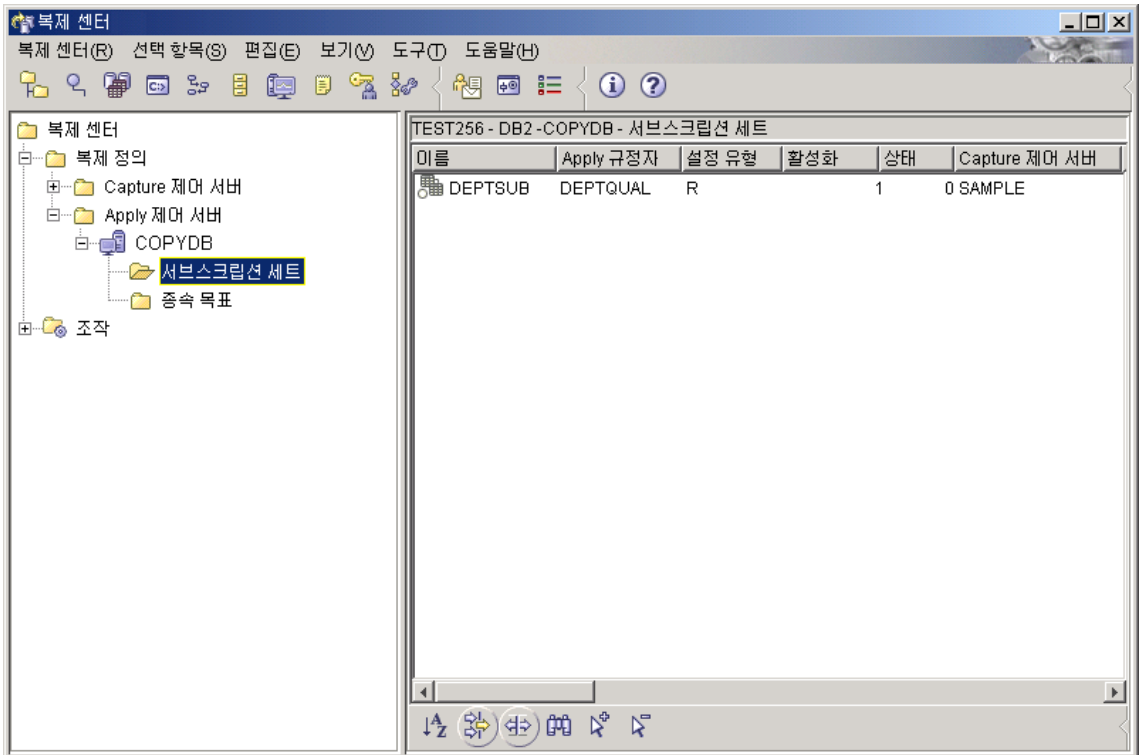 복제 센터
복제 센터(R) 선택 항목(S) 편집(E) 보기(V) 도구(T) 도움말(H)
복제 센터
복제 정의
Capture 제어 서버
Apply 제어 서버
COPYDB
서브스크립션 세트
종속 목표
조작
TEST256 - DB2 -COPYDB - 서브스크립션 세트
이름 Apply 규정자 설정 유형 활성화 상태 Capture 제어 서버
DEPTSUB DEPTQUAL R 1 0 SAMPLE